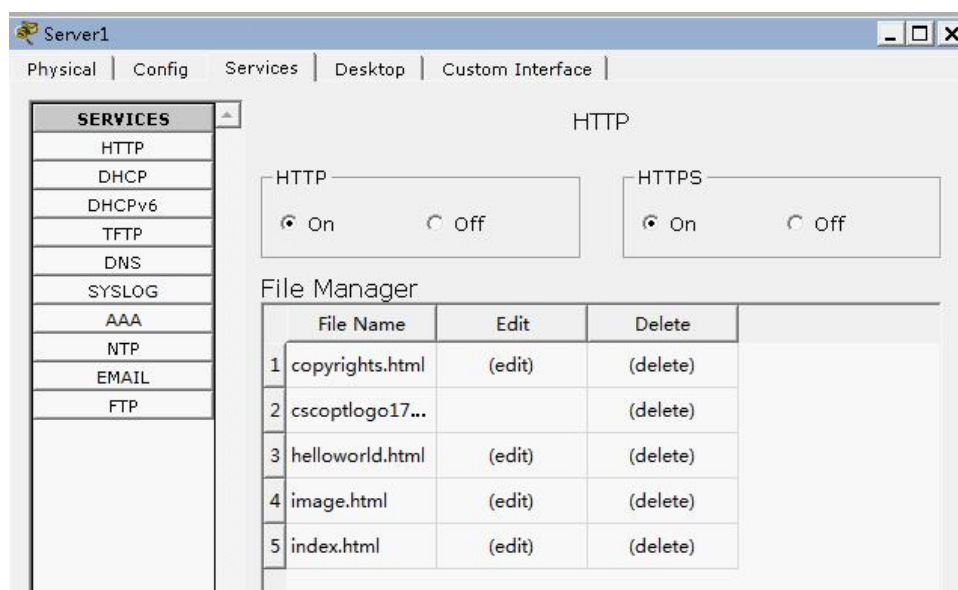 Server1
Physical Config Services Desktop Custom Interface
SERVICES
HTTP
DHCP
DHCPv6
TFTP
DNS
SYSLOG
AAA
NTP
EMAIL
FTP
HTTP
HTTP
On Off
HTTPS
On Off
File Manager
File Name Edit Delete
1 copyrights.html (edit) (delete)
2 cscoptlogo17... (delete)
3 helloworld.html (edit) (delete)
4 image.html (edit) (delete)
5 index.html (edit) (delete)